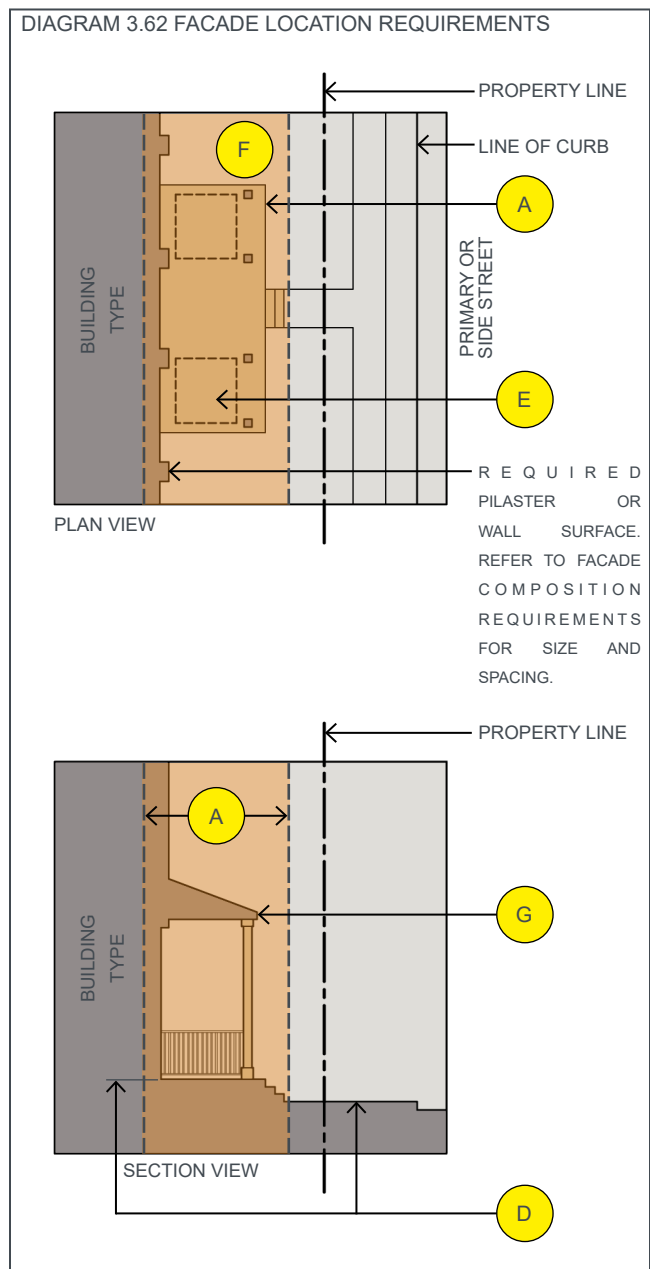 DIAGRAM 3.62 FACADE LOCATION REQUIREMENTS
PROPERTY LINE
LINE OF CURB
F
A
BUILDING
TYPE
PRIMARY OR
SIDE STREET
E
REQUIRED
PILASTER OR
WALL SURFACE.
REFER TO FACADE
COMPOSITION
REQUIREMENTS
FOR SIZE AND
SPACING.
PLAN VIEW
PROPERTY LINE
A
G
BUILDING
TYPE
SECTION VIEW
D